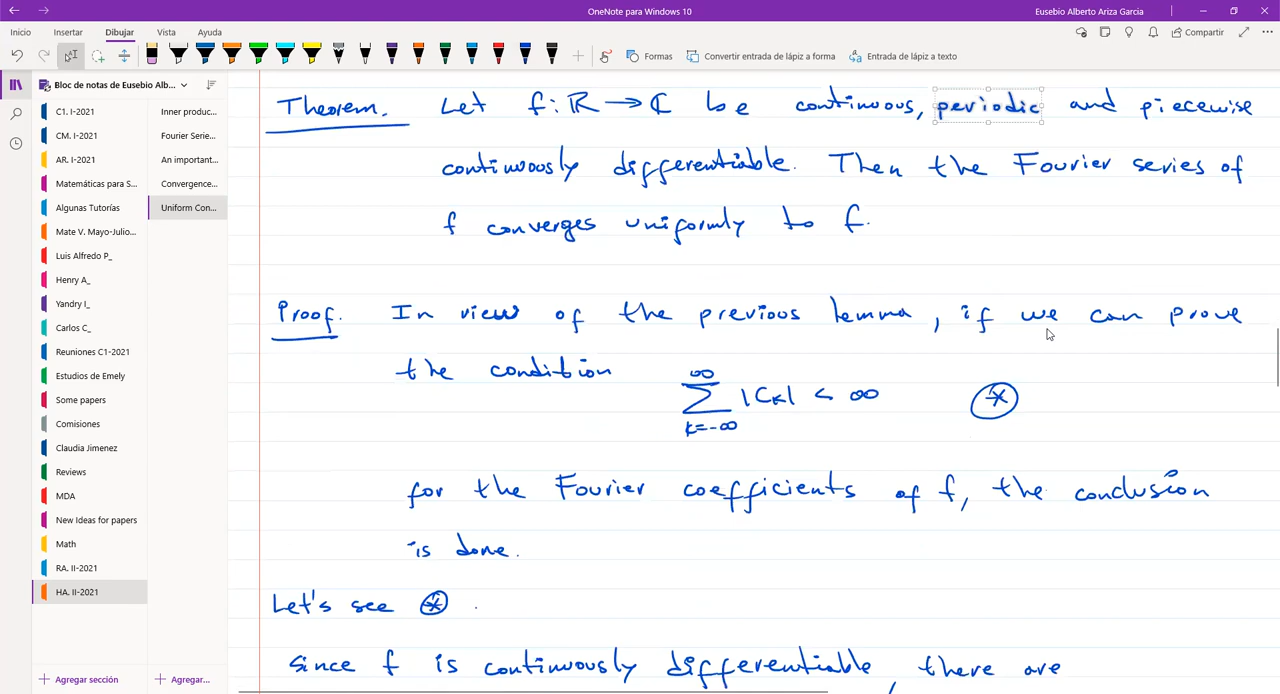 OneNote para Windows 10
Eusebio Alberto Ariza Garcia
Inicio Insertar Dibujar Vista Ayuda
Compartir
Formas Convertir entrada de lápiz a forma Entrada de lápiz a texto
Bloc de notas de Eusebio Alb...
C1. I-2021
CM. I-2021
AR. I-2021
Matemáticas para S...
Algunas Tutorías
Mate V. Mayo-Julio...
Luis Alfredo P_
Henry A_
Yandry I_
Carlos C_
Reuniones C1-2021
Estudios de Emely
Some papers
Comisiones
Claudia Jimenez
Reviews
MDA
New Ideas for papers
Math
RA. II-2021
HA. II-2021
Agregar sección
Inner produc...
Fourier Serie...
An important...
Convergence...
Uniform Con...
Agregar...
Theorem. Let f: ℝ → ℂ be continuous, periodic and piecewise
continuously differentiable. Then the Fourier series of
f converges uniformly to f.
Proof. In view of the previous lemma, if we can prove
the condition
∞
∑ |Ck| < ∞ (*)
k=-∞
for the Fourier coefficients of f, the conclusion
is done.
Let's see (*) .
since f is continuously differentiable, there are